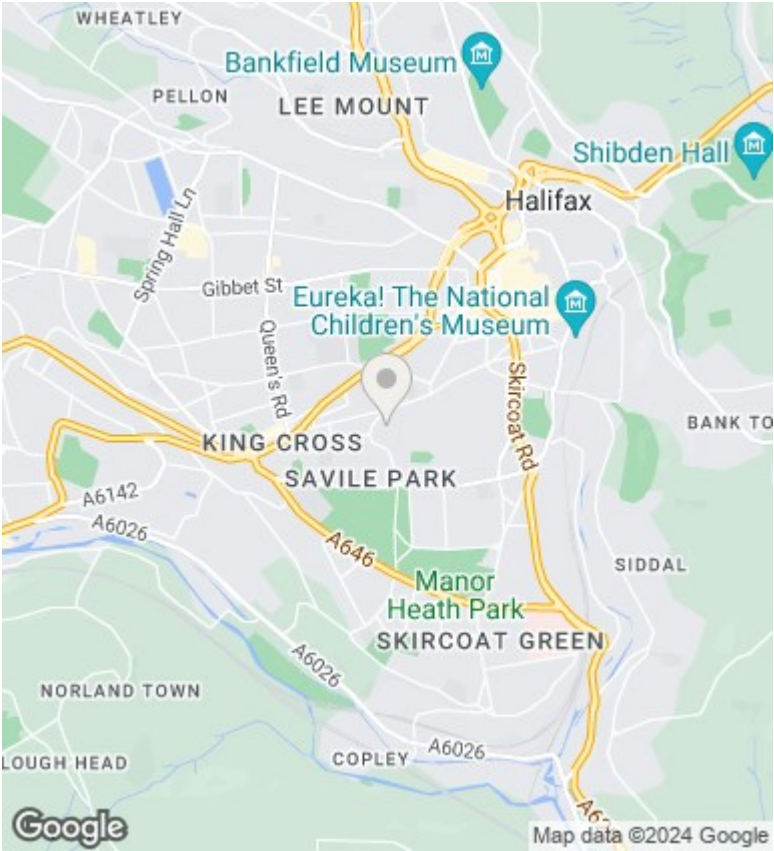 WHEATLEY
Bankfield Museum
PELLON
LEE MOUNT
Shibden Hall
Halifax
Spring Hall Ln
Gibbet St
Eureka! The National
Children's Museum
Queen's Rd
Skircoat Rd
BANK TO
KING CROSS
SAVILE PARK
A6142
A6026
A646
SIDDAL
Manor
Heath Park
SKIRCOAT GREEN
A6026
NORLAND TOWN
COPLEY
A6026
LOUGH HEAD
Google
Map data ©2024 Google